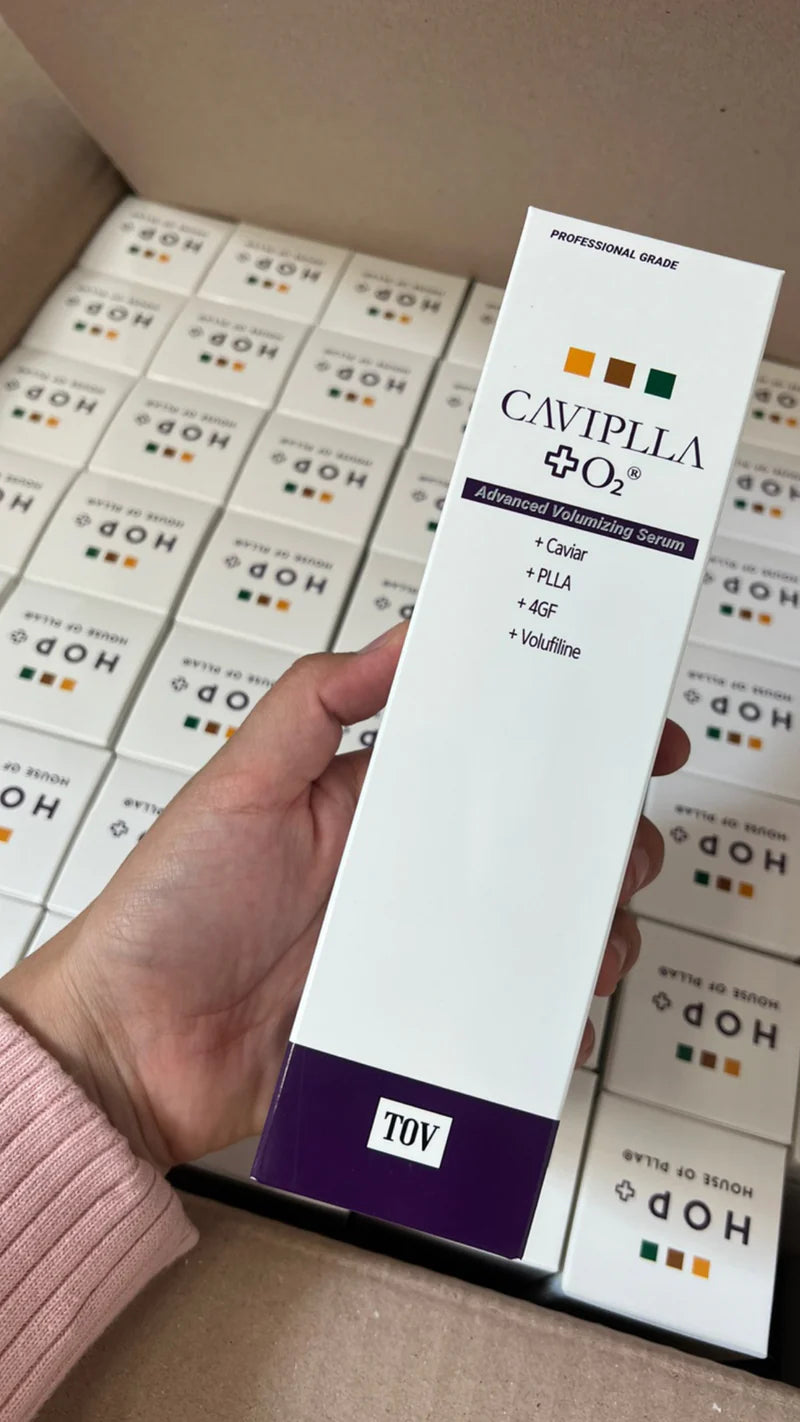 PROFESSIONAL GRADE
CAVIPLLA
+O₂®
Advanced Volumizing Serum
+ Caviar
+ PLLA
+ 4GF
+ Volufiline
TOV
HOP+
HOUSE OF PLLA®